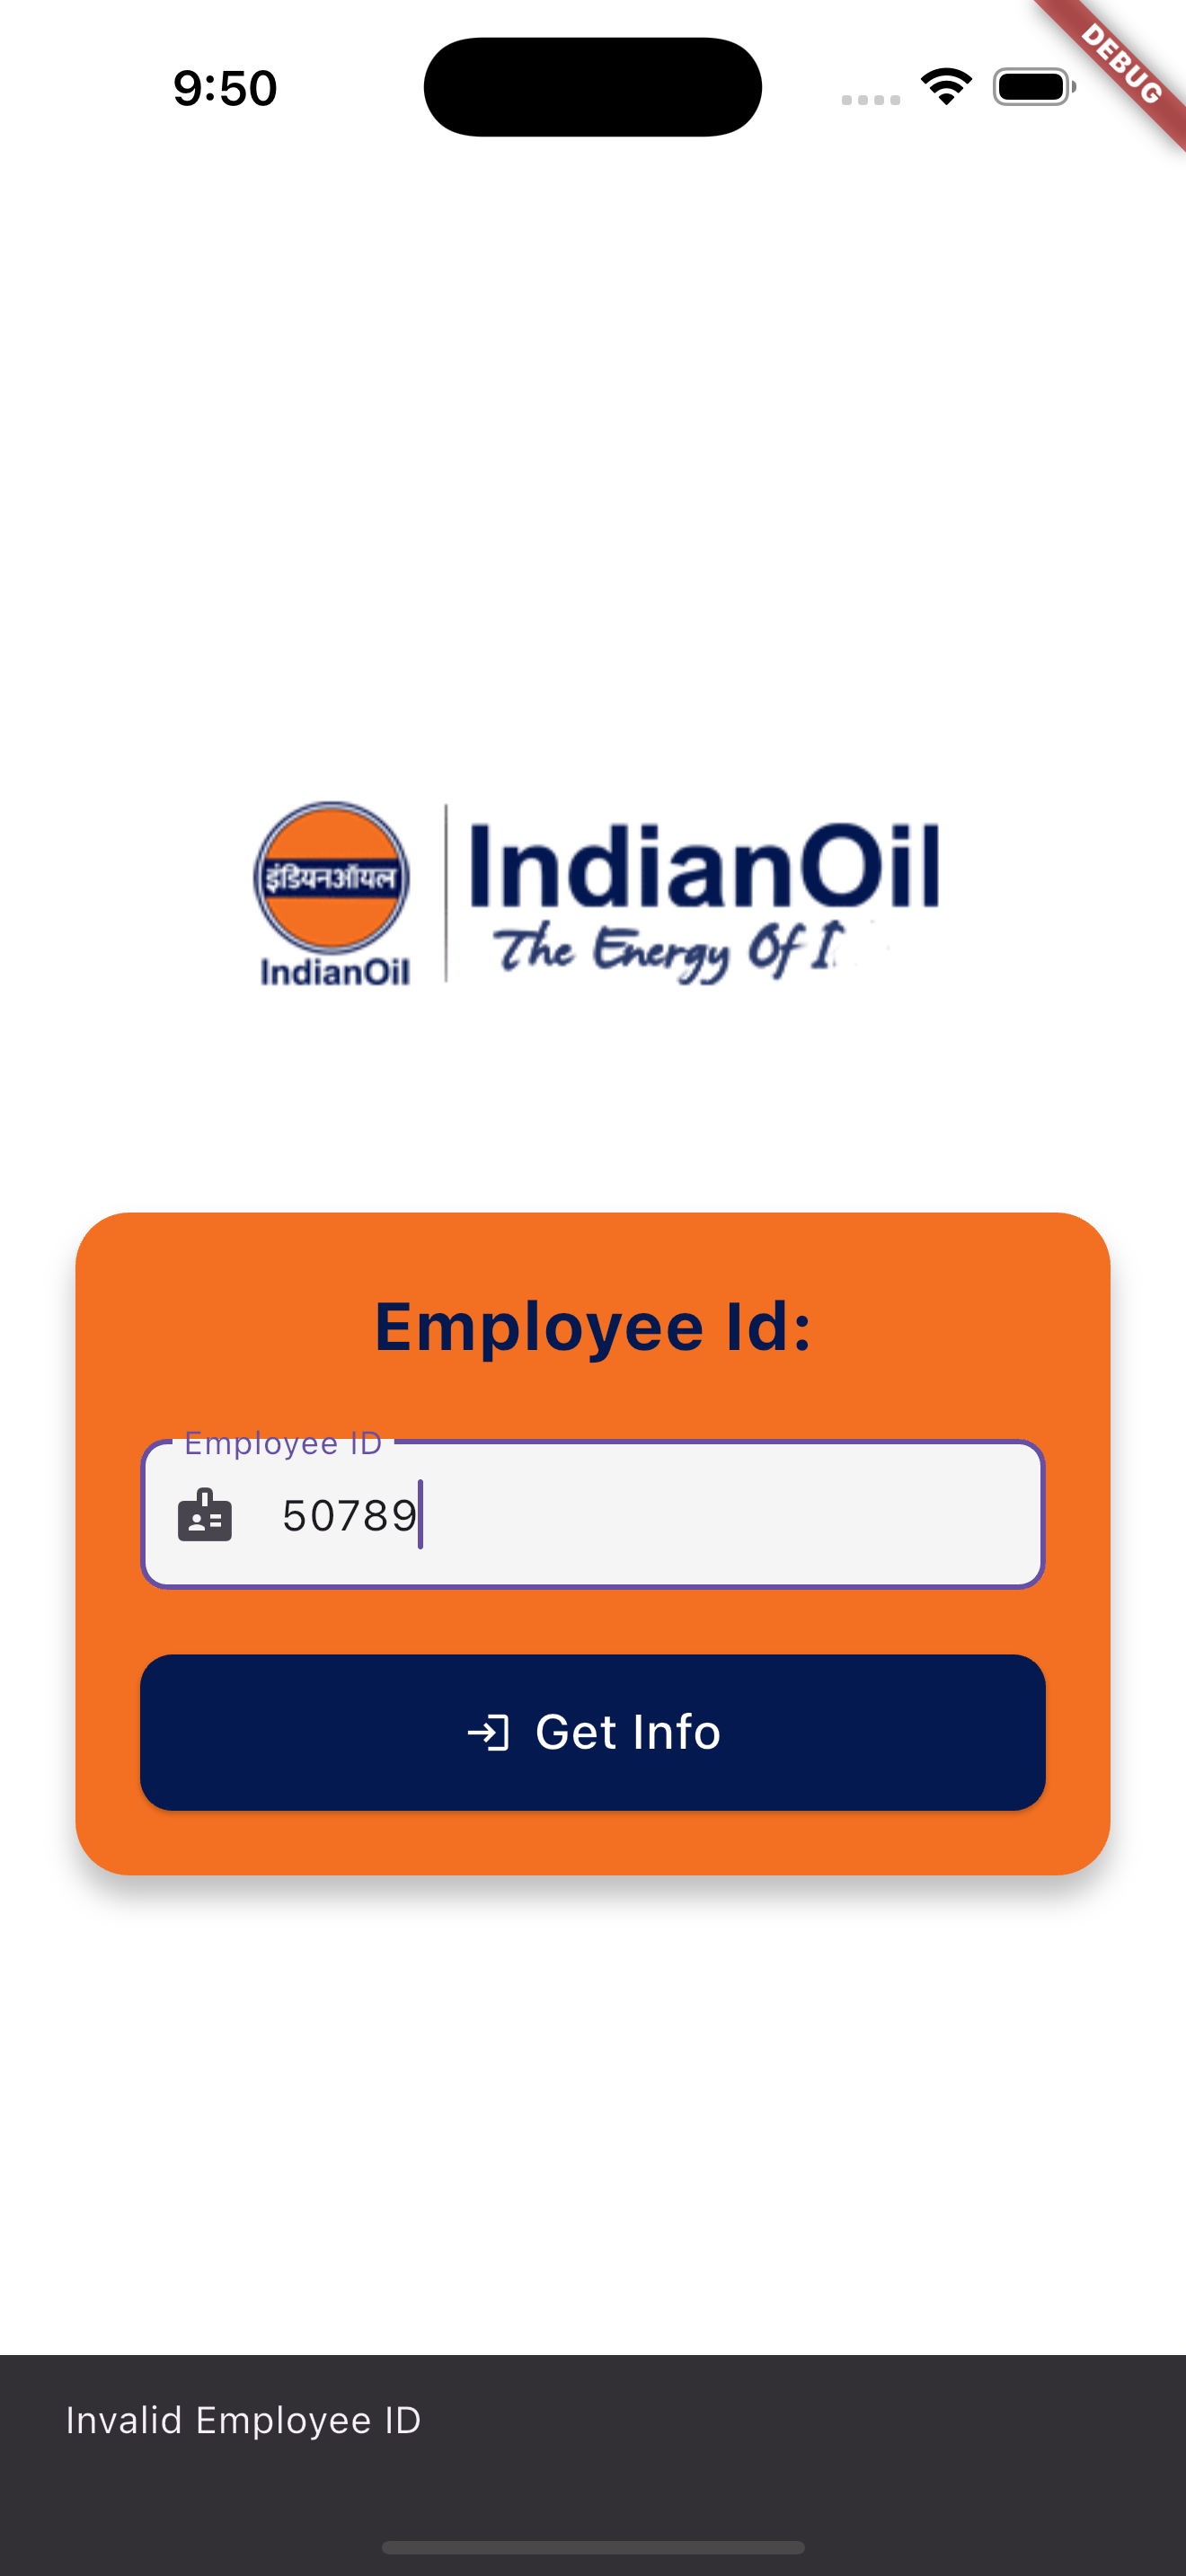 9:50
DEBUG
इंडियनऑयल
IndianOil
IndianOil
The Energy Of I
Employee Id:
Employee ID
50789
Get Info
Invalid Employee ID